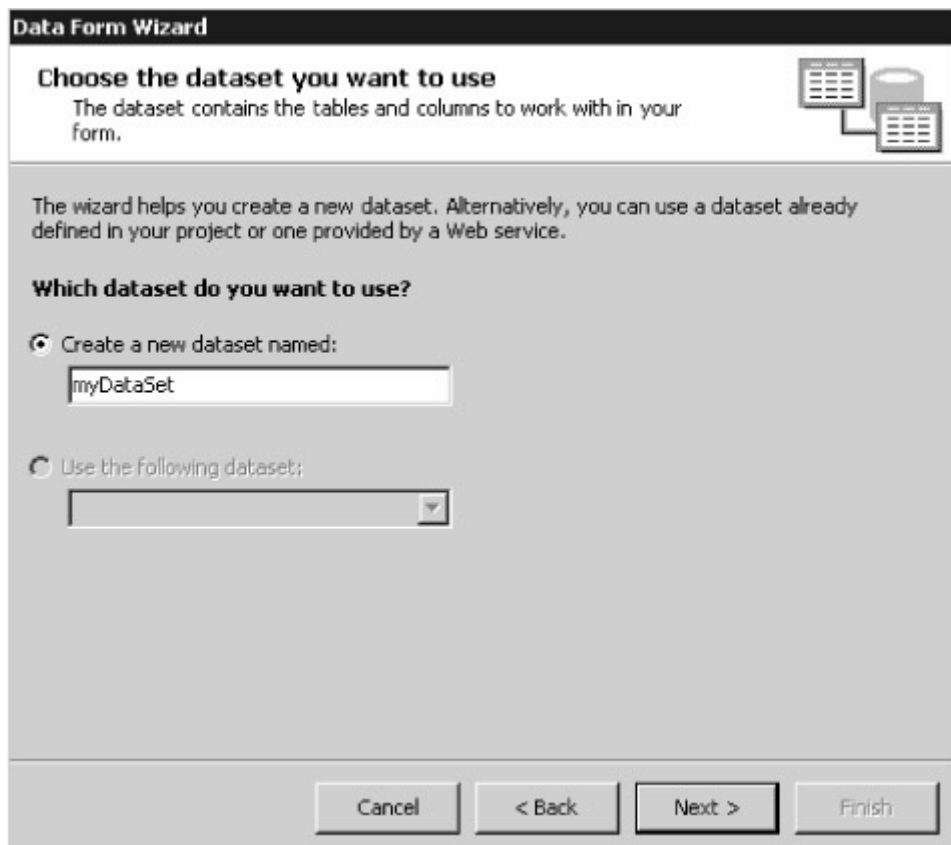 Data Form Wizard
Choose the dataset you want to use
The dataset contains the tables and columns to work with in your
form.
The wizard helps you create a new dataset. Alternatively, you can use a dataset already
defined in your project or one provided by a Web service.
Which dataset do you want to use?
Create a new dataset named:
myDataSet
Use the following dataset:
Cancel
< Back
Next >
Finish